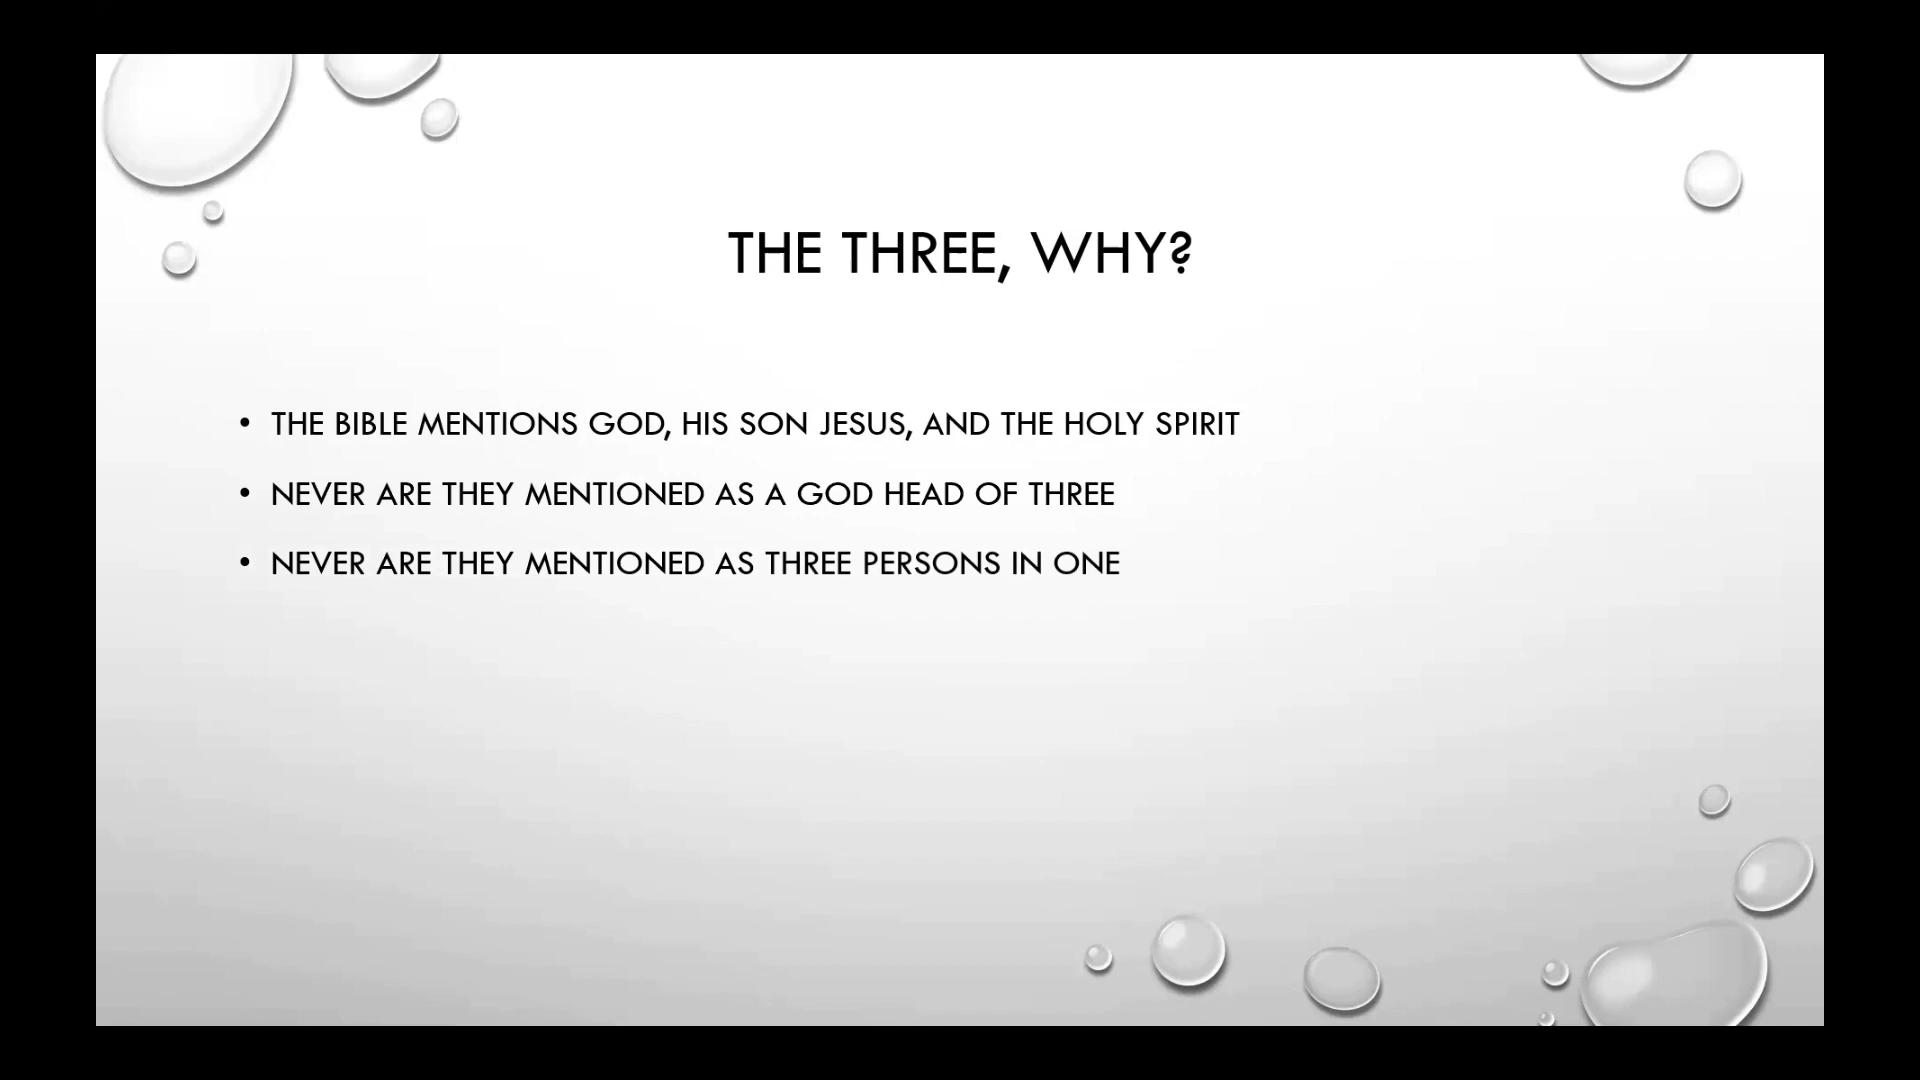 THE THREE, WHY?
• THE BIBLE MENTIONS GOD, HIS SON JESUS, AND THE HOLY SPIRIT
• NEVER ARE THEY MENTIONED AS A GOD HEAD OF THREE
• NEVER ARE THEY MENTIONED AS THREE PERSONS IN ONE